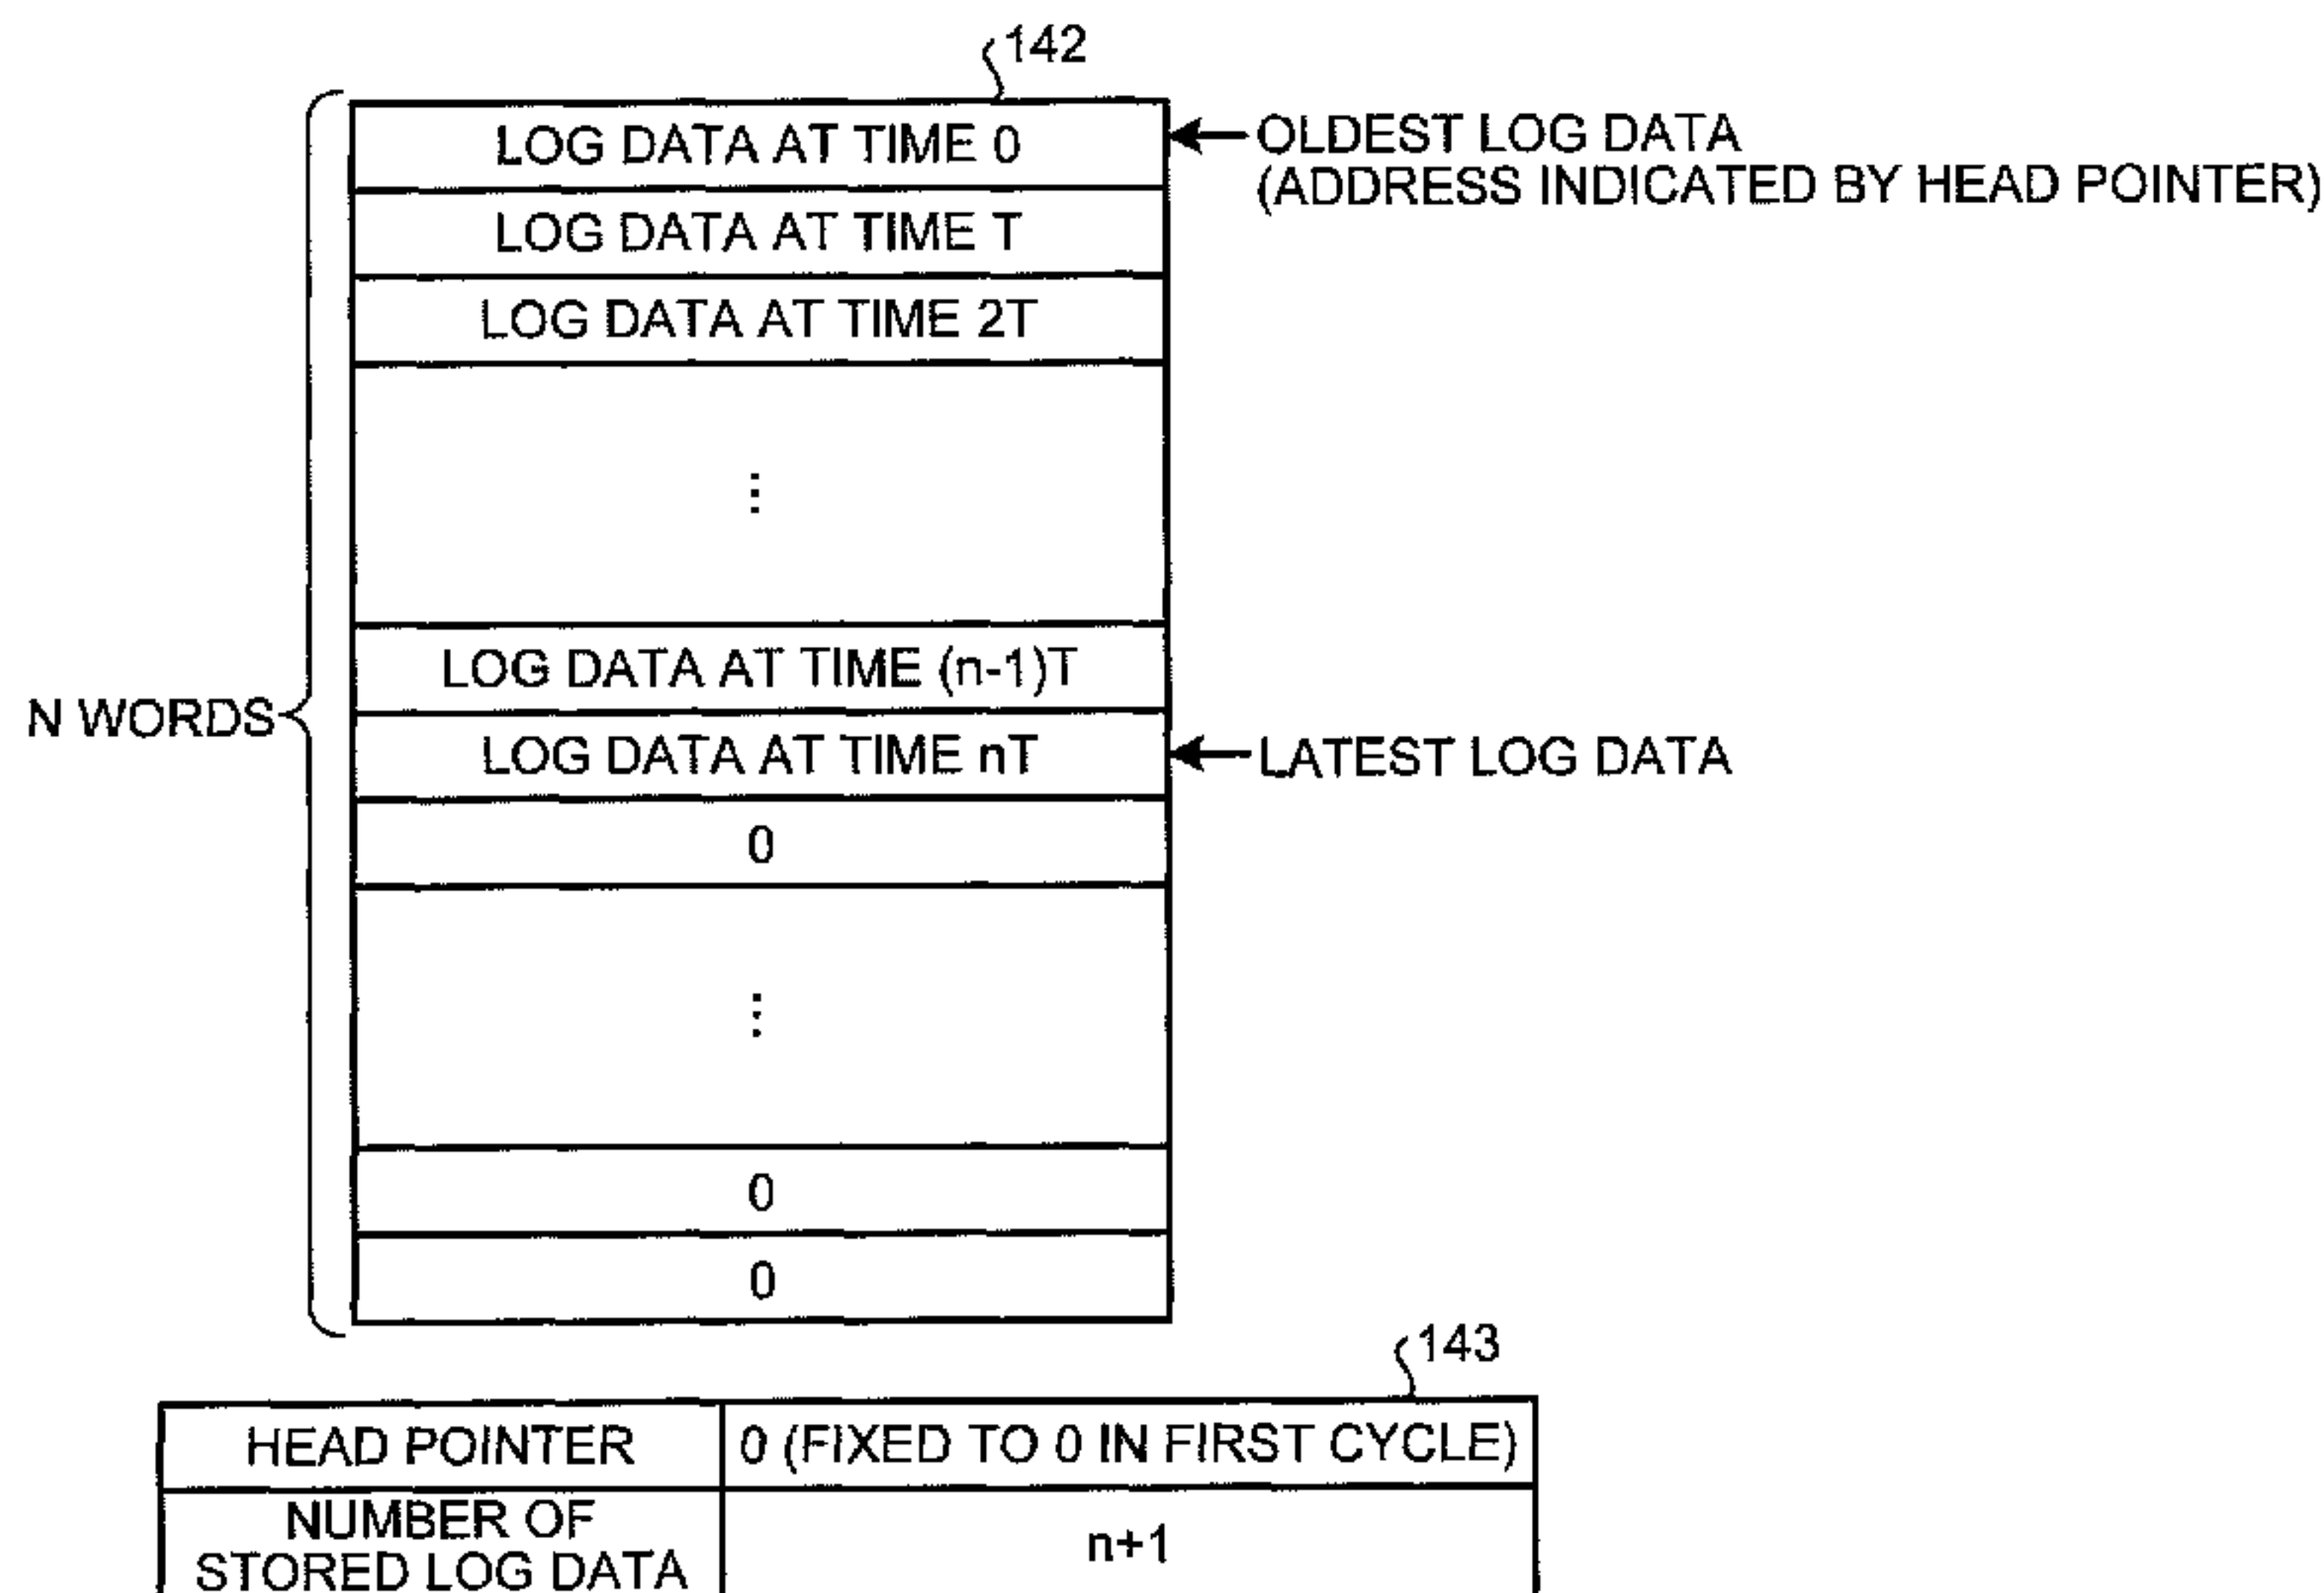 142
LOG DATA AT TIME 0
OLDEST LOG DATA
(ADDRESS INDICATED BY HEAD POINTER)
LOG DATA AT TIME T
LOG DATA AT TIME 2T
⋮
LOG DATA AT TIME (n-1)T
N WORDS
LOG DATA AT TIME nT
LATEST LOG DATA
0
⋮
0
0
143
HEAD POINTER
0 (FIXED TO 0 IN FIRST CYCLE)
NUMBER OF
STORED LOG DATA
n+1